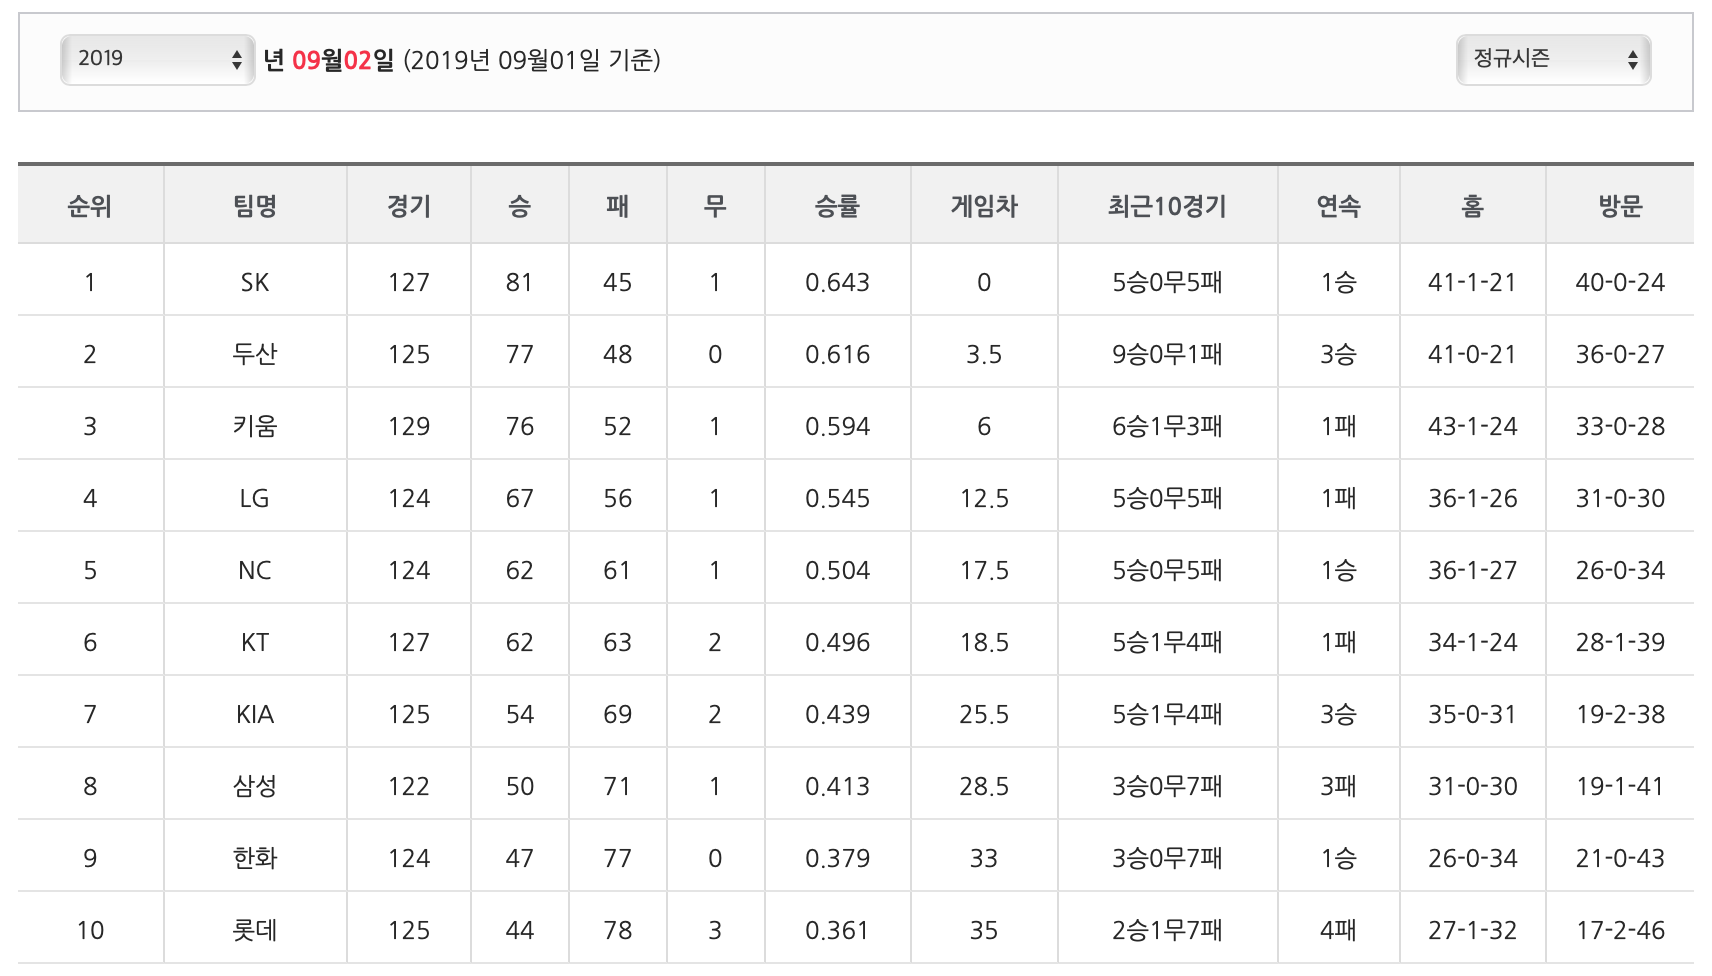 2019 년 09월02일 (2019년 09월01일 기준) 정규시즌
순위 팀명 경기 승 패 무 승률 게임차 최근10경기 연속 홈 방문
1 SK 127 81 45 1 0.643 0 5승0무5패 1승 41-1-21 40-0-24
2 두산 125 77 48 0 0.616 3.5 9승0무1패 3승 41-0-21 36-0-27
3 키움 129 76 52 1 0.594 6 6승1무3패 1패 43-1-24 33-0-28
4 LG 124 67 56 1 0.545 12.5 5승0무5패 1패 36-1-26 31-0-30
5 NC 124 62 61 1 0.504 17.5 5승0무5패 1승 36-1-27 26-0-34
6 KT 127 62 63 2 0.496 18.5 5승1무4패 1패 34-1-24 28-1-39
7 KIA 125 54 69 2 0.439 25.5 5승1무4패 3승 35-0-31 19-2-38
8 삼성 122 50 71 1 0.413 28.5 3승0무7패 3패 31-0-30 19-1-41
9 한화 124 47 77 0 0.379 33 3승0무7패 1승 26-0-34 21-0-43
10 롯데 125 44 78 3 0.361 35 2승1무7패 4패 27-1-32 17-2-46